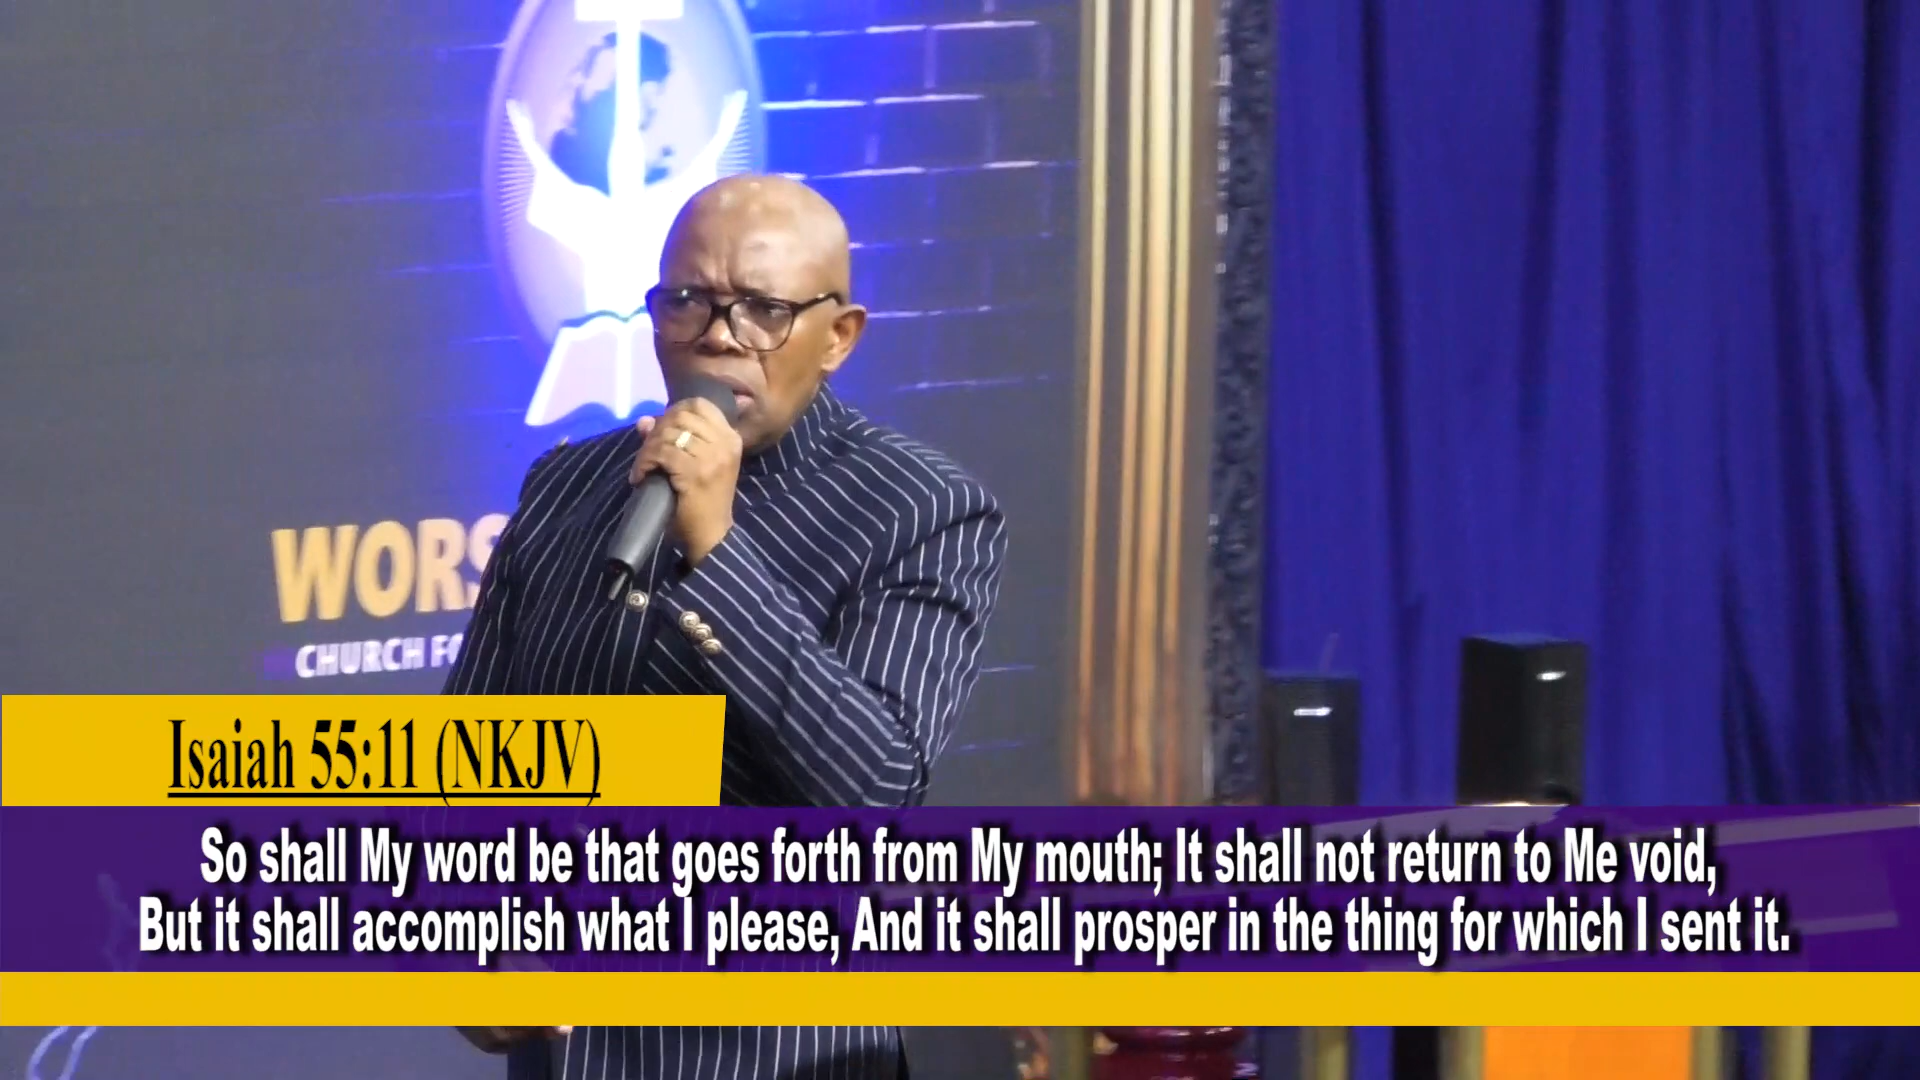 WORS
CHURCH FO
Isaiah 55:11 (NKJV)
So shall My word be that goes forth from My mouth; It shall not return to Me void,
But it shall accomplish what I please, And it shall prosper in the thing for which I sent it.